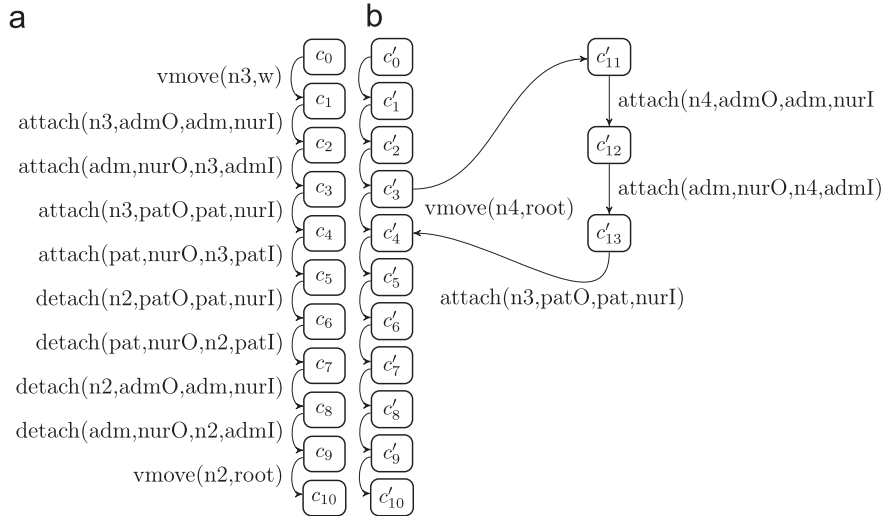 a
b
c₀ c′₀ c′₁₁
vmove(n3,w)
c₁ c′₁ attach(n4,admO,adm,nurI
attach(n3,admO,adm,nurI)
c₂ c′₂ c′₁₂
attach(adm,nurO,n3,admI)
c₃ c′₃ attach(adm,nurO,n4,admI)
attach(n3,patO,pat,nurI) vmove(n4,root)
c₄ c′₄ c′₁₃
attach(pat,nurO,n3,patI)
c₅ c′₅
detach(n2,patO,pat,nurI) attach(n3,patO,pat,nurI)
c₆ c′₆
detach(pat,nurO,n2,patI)
c₇ c′₇
detach(n2,admO,adm,nurI)
c₈ c′₈
detach(adm,nurO,n2,admI)
c₉ c′₉
vmove(n2,root)
c₁₀ c′₁₀